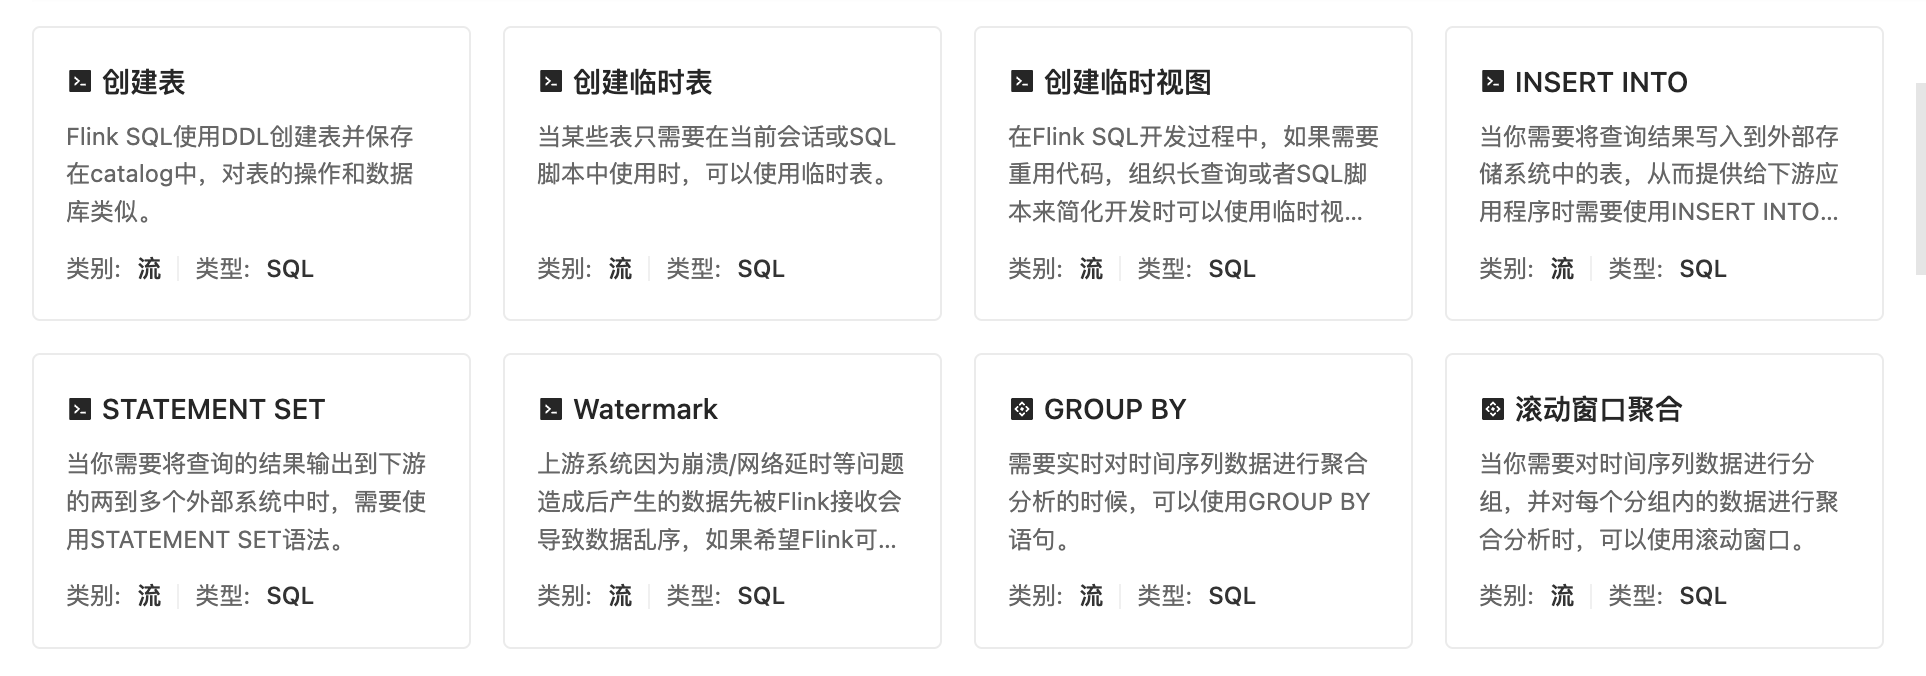 创建表
Flink SQL使用DDL创建表并保存
在catalog中，对表的操作和数据
库类似。
类别: 流 类型: SQL
创建临时表
当某些表只需要在当前会话或SQL
脚本中使用时，可以使用临时表。
类别: 流 类型: SQL
创建临时视图
在Flink SQL开发过程中，如果需要
重用代码，组织长查询或者SQL脚
本来简化开发时可以使用临时视...
类别: 流 类型: SQL
INSERT INTO
当你需要将查询结果写入到外部存
储系统中的表，从而提供给下游应
用程序时需要使用INSERT INTO...
类别: 流 类型: SQL
STATEMENT SET
当你需要将查询的结果输出到下游
的两到多个外部系统中时，需要使
用STATEMENT SET语法。
类别: 流 类型: SQL
Watermark
上游系统因为崩溃/网络延时等问题
造成后产生的数据先被Flink接收会
导致数据乱序，如果希望Flink可...
类别: 流 类型: SQL
GROUP BY
需要实时对时间序列数据进行聚合
分析的时候，可以使用GROUP BY
语句。
类别: 流 类型: SQL
滚动窗口聚合
当你需要对时间序列数据进行分
组，并对每个分组内的数据进行聚
合分析时，可以使用滚动窗口。
类别: 流 类型: SQL